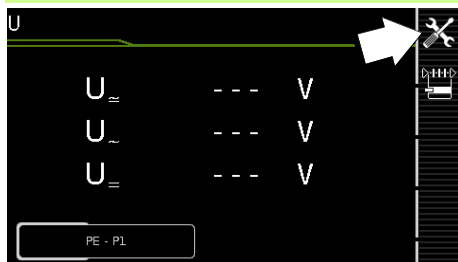 U
U≃ --- V
U~ --- V
U= --- V
PE - P1